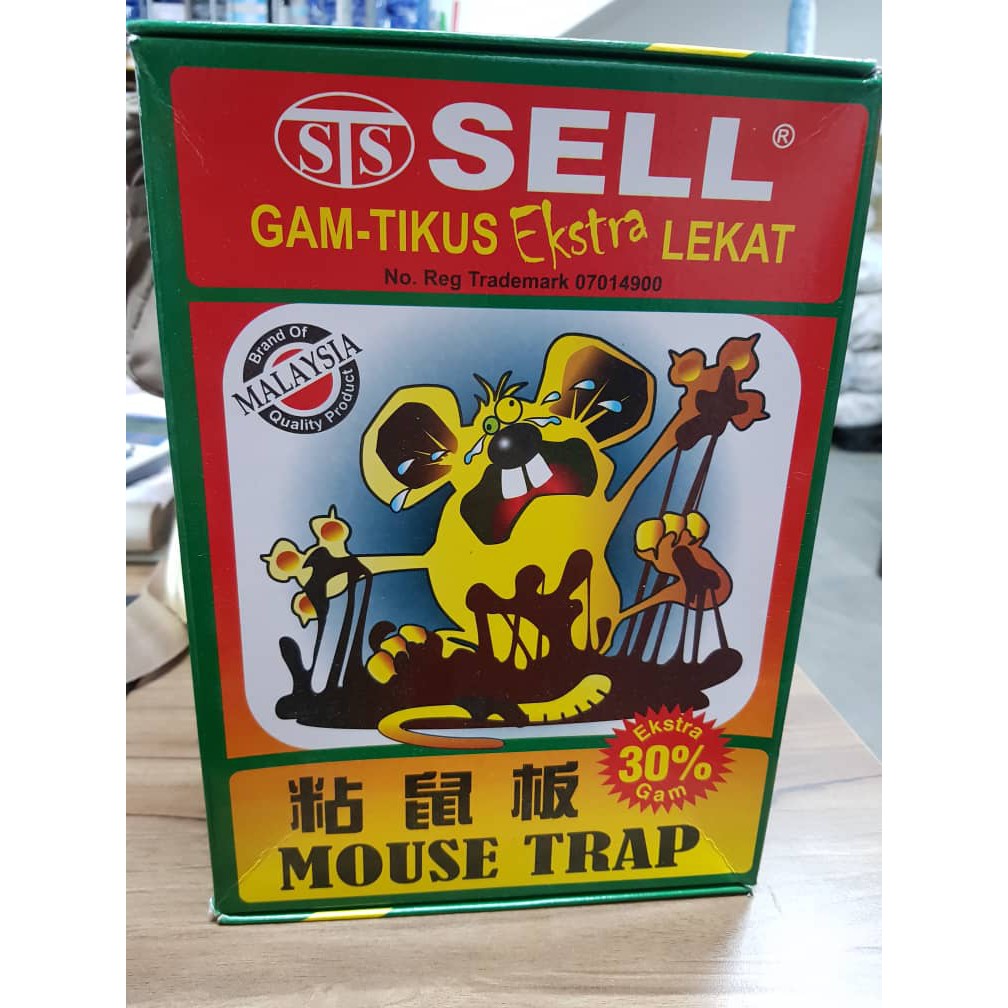 STS SELL®
GAM-TIKUS Ekstra LEKAT
No. Reg Trademark 07014900
Brand Of
MALAYSIA
Quality Product
Ekstra
30%
Gam
粘鼠板
MOUSE TRAP